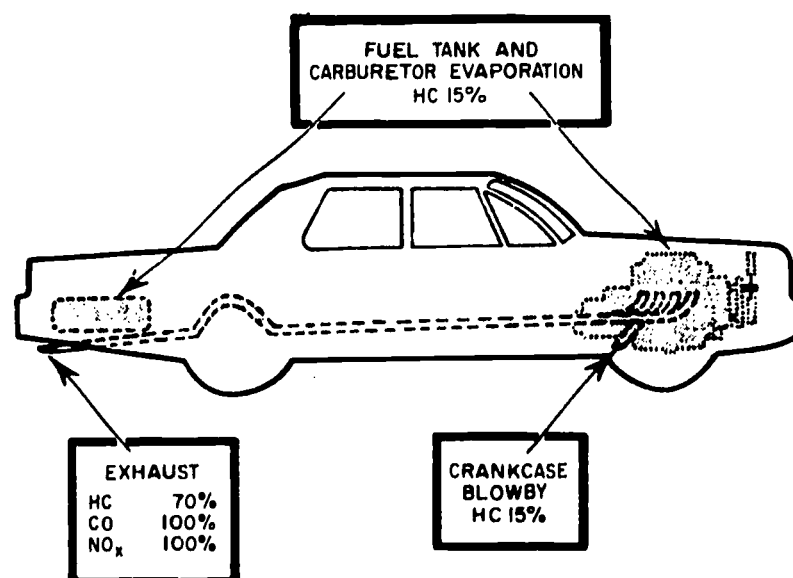 FUEL TANK AND
CARBURETOR EVAPORATION
HC 15%
EXHAUST
HC 70%
CO 100%
NOₓ 100%
CRANKCASE
BLOWBY
HC 15%